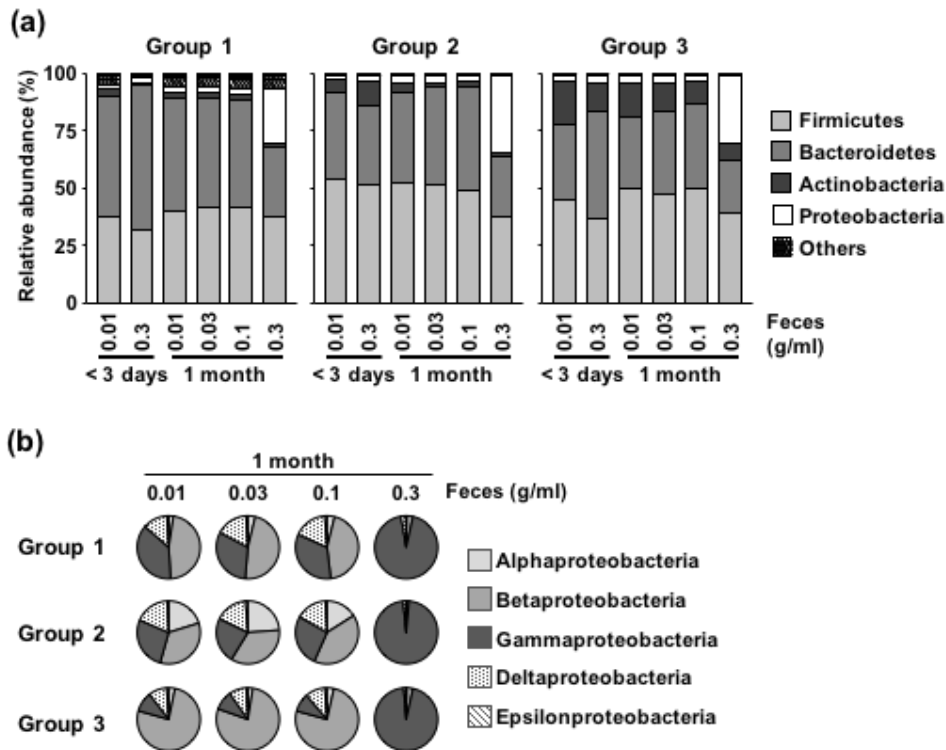 (a)
Group 1 Group 2 Group 3
Relative abundance (%)
100
75
50
25
0
Firmicutes
Bacteroidetes
Actinobacteria
Proteobacteria
Others
0.01 0.3 0.01 0.03 0.1 0.3 0.01 0.3 0.01 0.03 0.1 0.3 0.01 0.3 0.01 0.03 0.1 0.3
Feces
(g/ml)
< 3 days 1 month < 3 days 1 month < 3 days 1 month
(b)
1 month
0.01 0.03 0.1 0.3 Feces (g/ml)
Group 1
Group 2
Group 3
Alphaproteobacteria
Betaproteobacteria
Gammaproteobacteria
Deltaproteobacteria
Epsilonproteobacteria